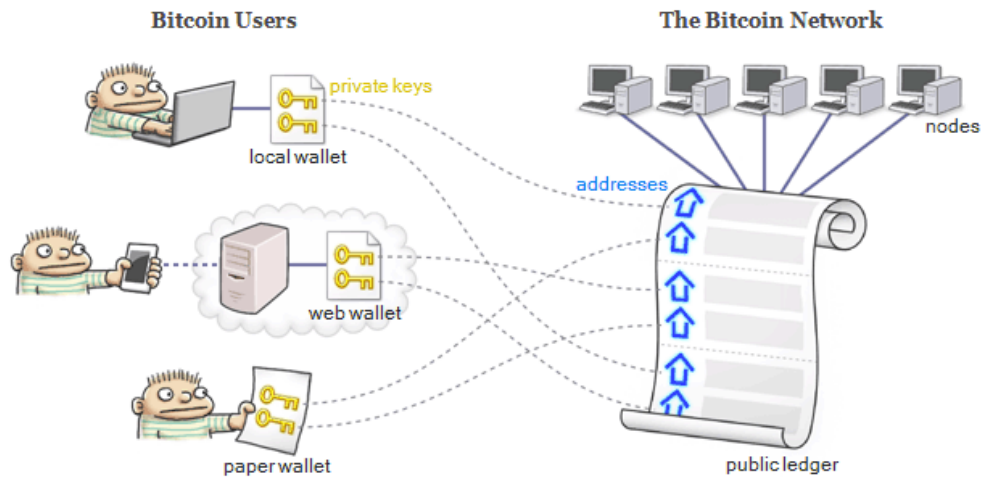 Bitcoin Users
The Bitcoin Network
private keys
local wallet
nodes
addresses
web wallet
paper wallet
public ledger